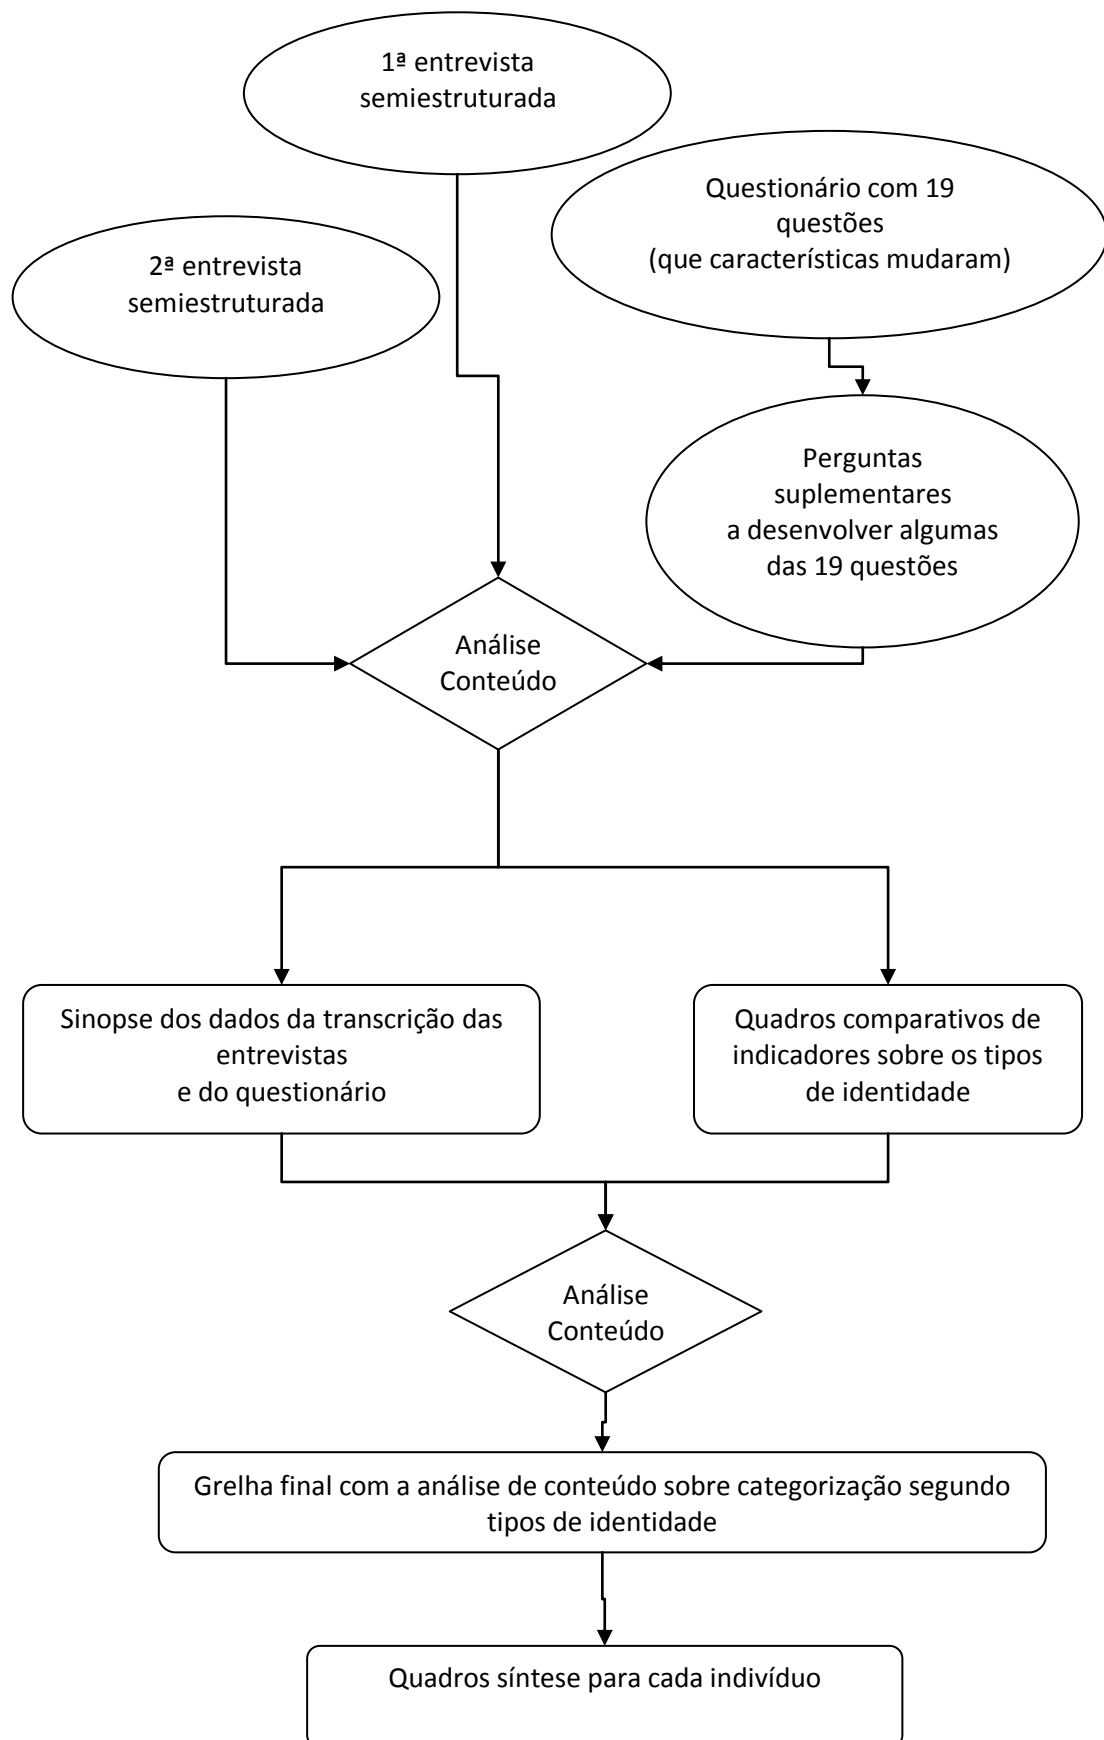 1ª entrevista
semiestruturada
Questionário com 19
questões
(que características mudaram)
2ª entrevista
semiestruturada
Perguntas
suplementares
a desenvolver algumas
das 19 questões
Análise
Conteúdo
Sinopse dos dados da transcrição das
entrevistas
e do questionário
Quadros comparativos de
indicadores sobre os tipos
de identidade
Análise
Conteúdo
Grelha final com a análise de conteúdo sobre categorização segundo
tipos de identidade
Quadros síntese para cada indivíduo